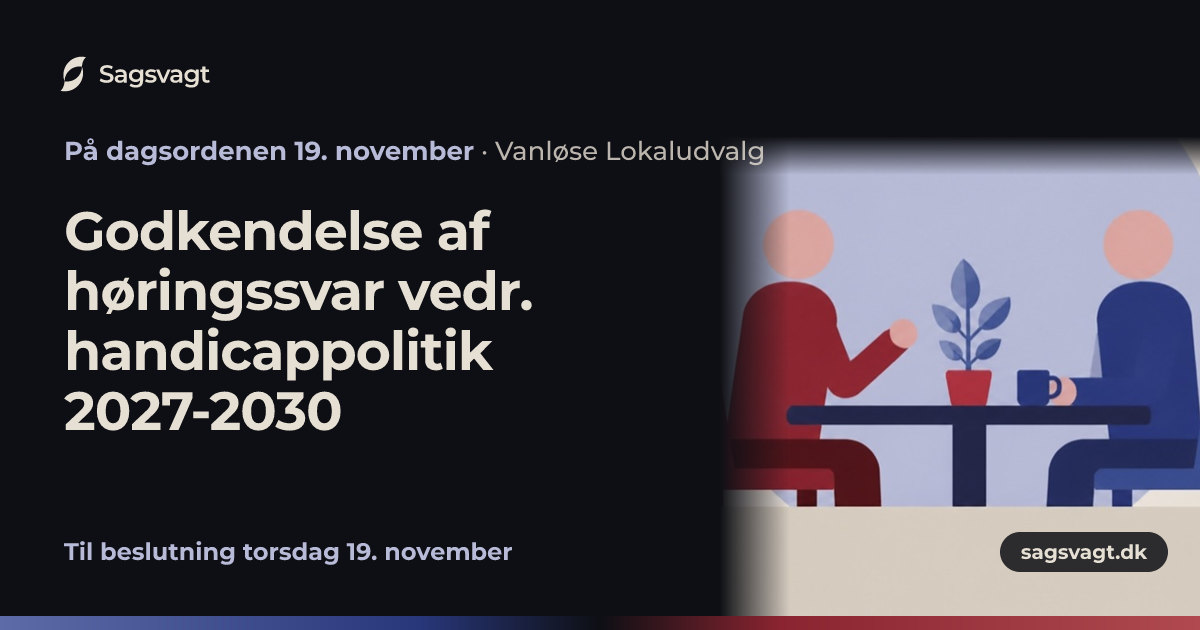 Sagsvagt
På dagsordenen 19. november · Vanløse Lokaludvalg
Godkendelse af
høringssvar vedr.
handicappolitik
2027-2030
Til beslutning torsdag 19. november
sagsvagt.dk